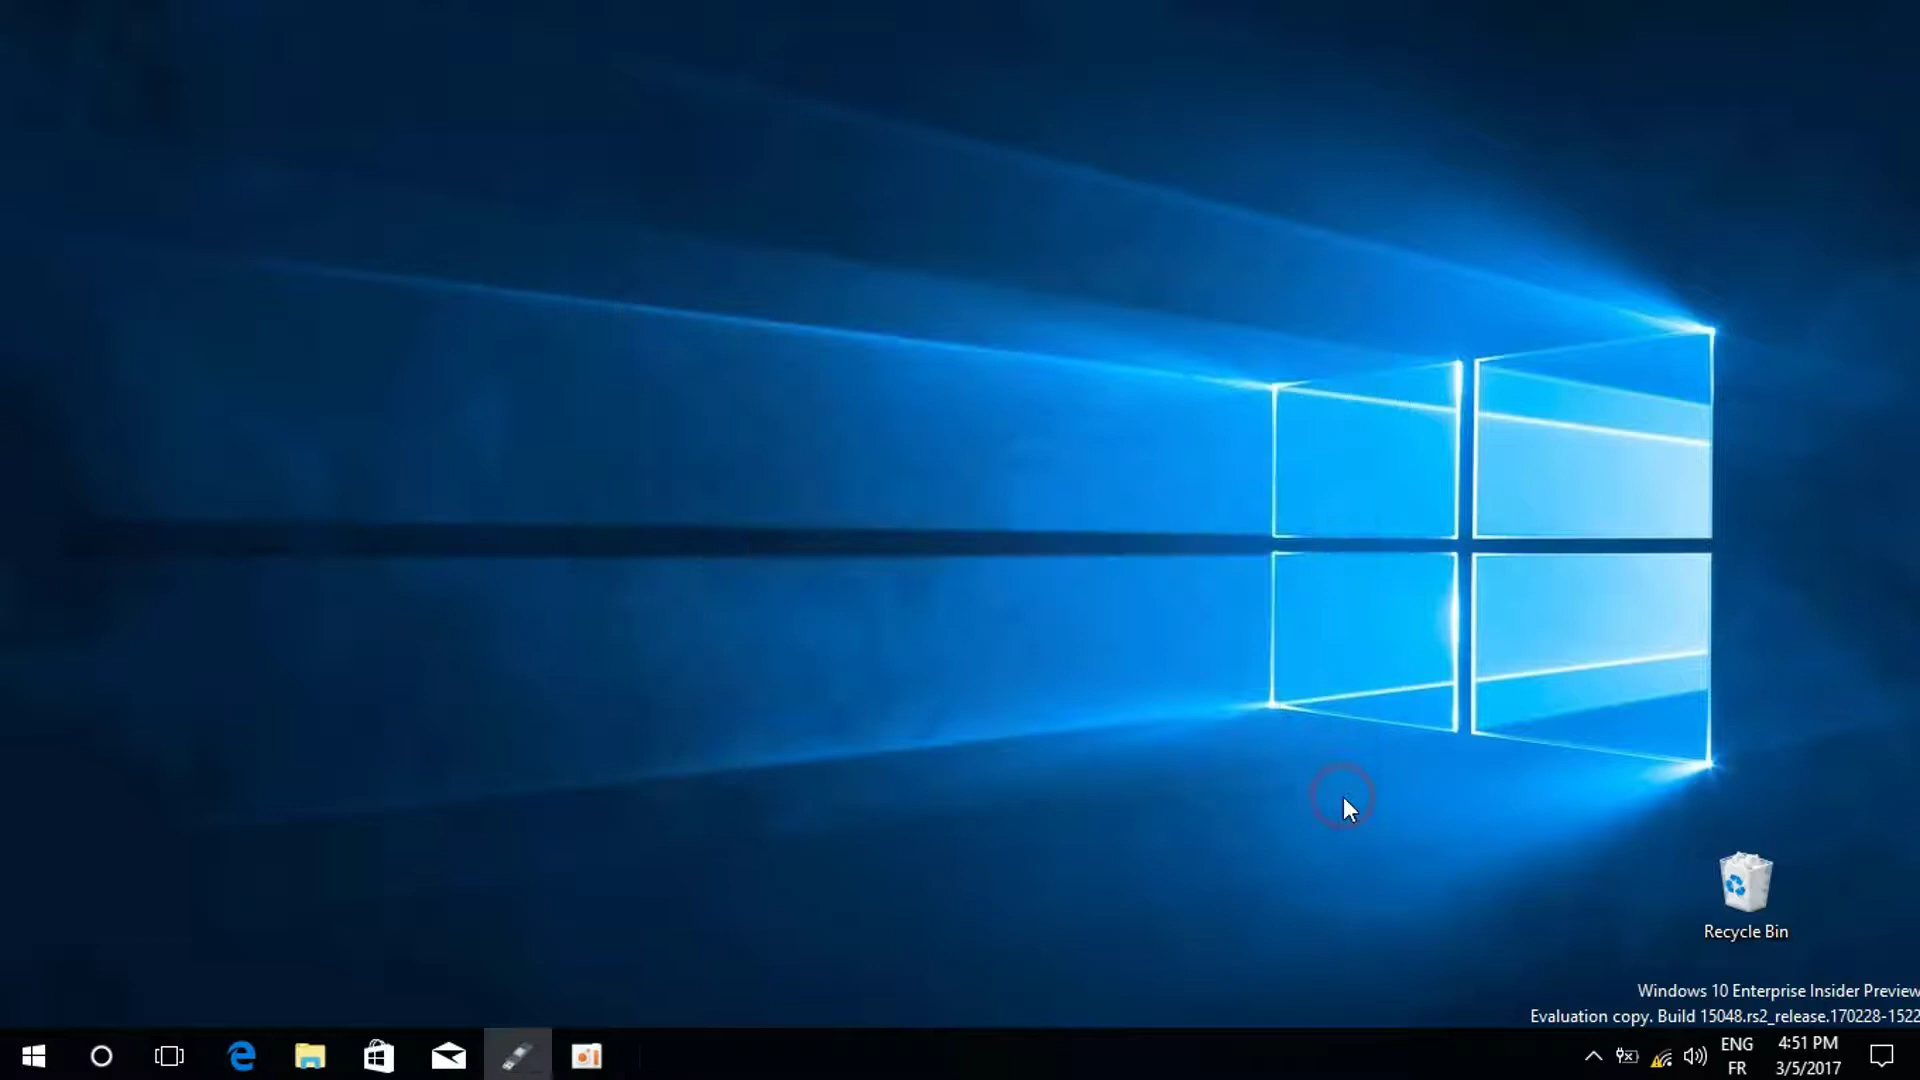 Recycle Bin
Windows 10 Enterprise Insider Preview
Evaluation copy. Build 15048.rs2_release.170228-1522
ENG
FR
4:51 PM
3/5/2017